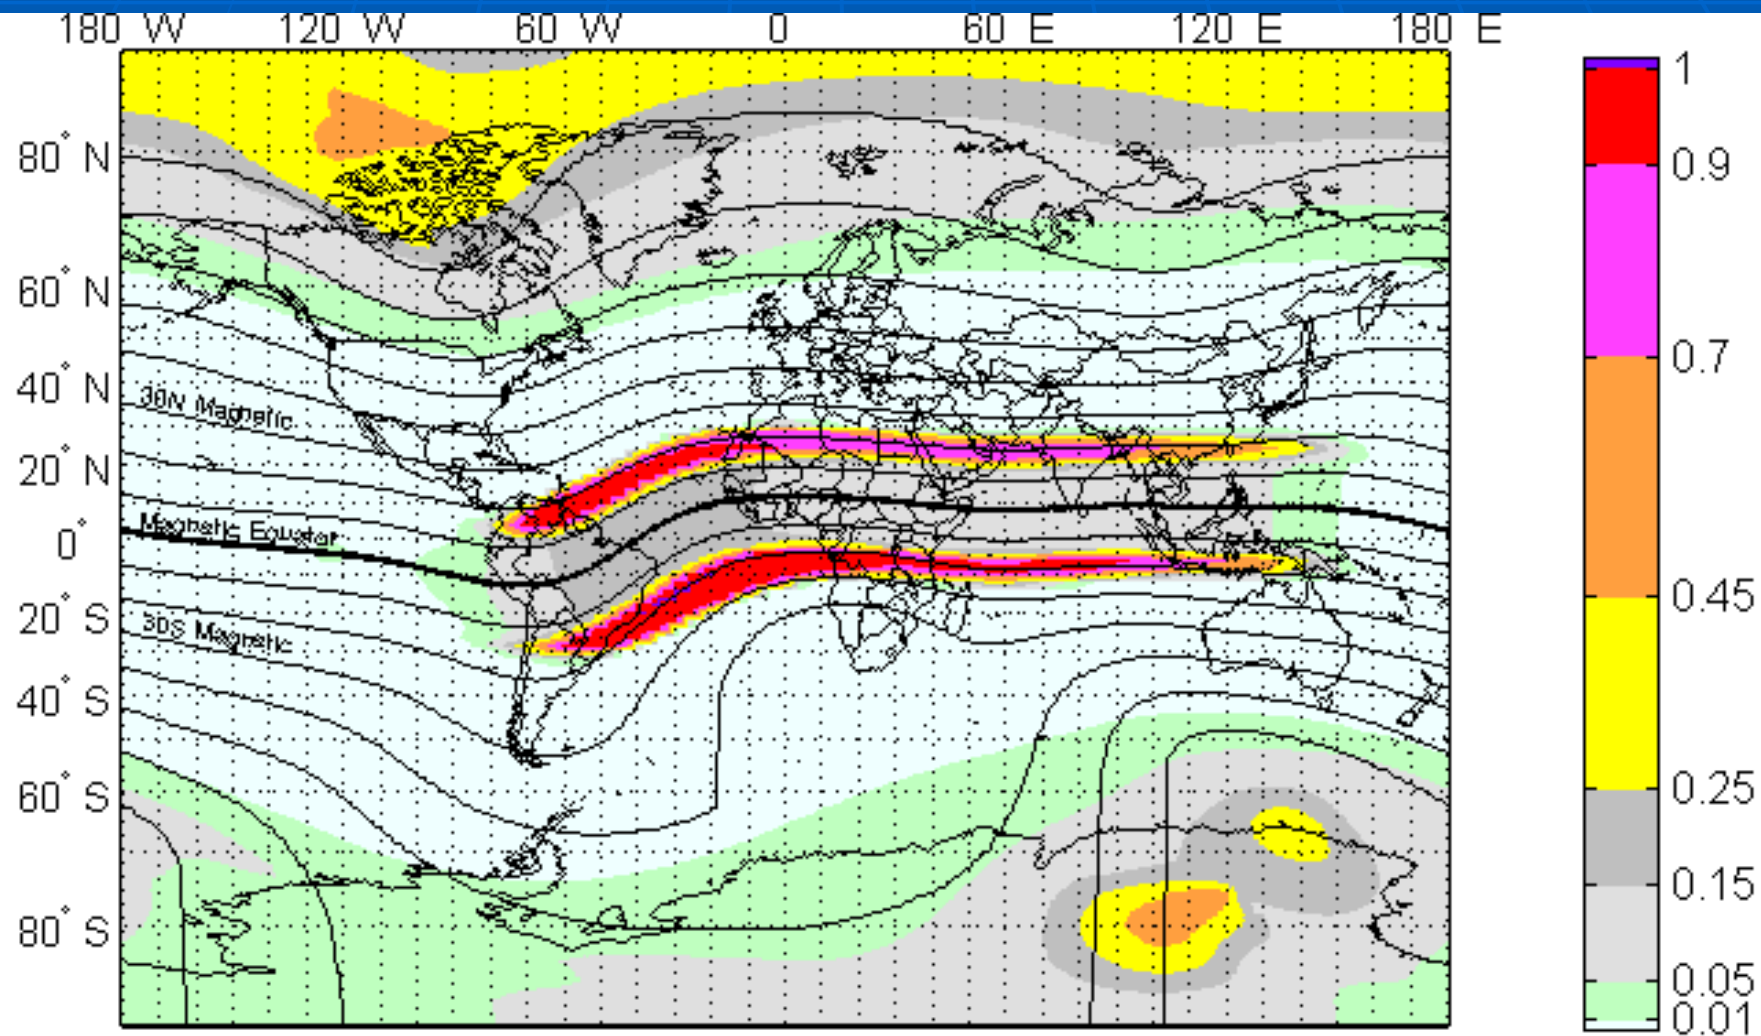 180 W 120 W 60 W 0 60 E 120 E 180 E
80° N
60° N
40° N
20° N
0°
20° S
40° S
60° S
80° S
30N Magnetic
Magnetic Equator
30S Magnetic
1
0.9
0.7
0.45
0.25
0.15
0.05
0.01